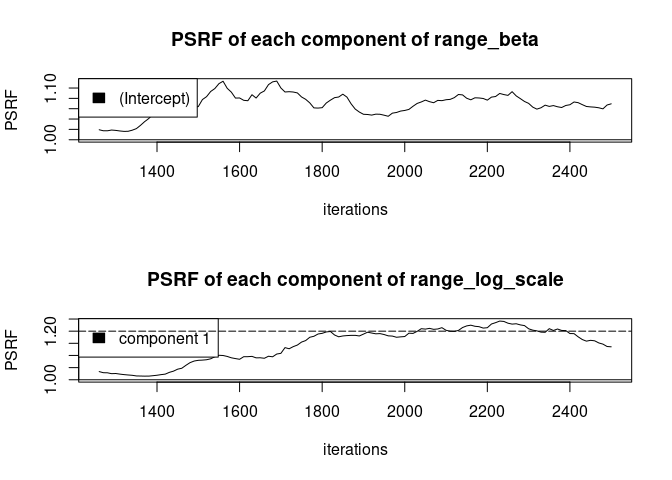 PSRF of each component of range_beta
PSRF
1.10
1.00
(Intercept)
1400 1600 1800 2000 2200 2400
iterations
PSRF of each component of range_log_scale
PSRF
1.20
1.00
component 1
1400 1600 1800 2000 2200 2400
iterations